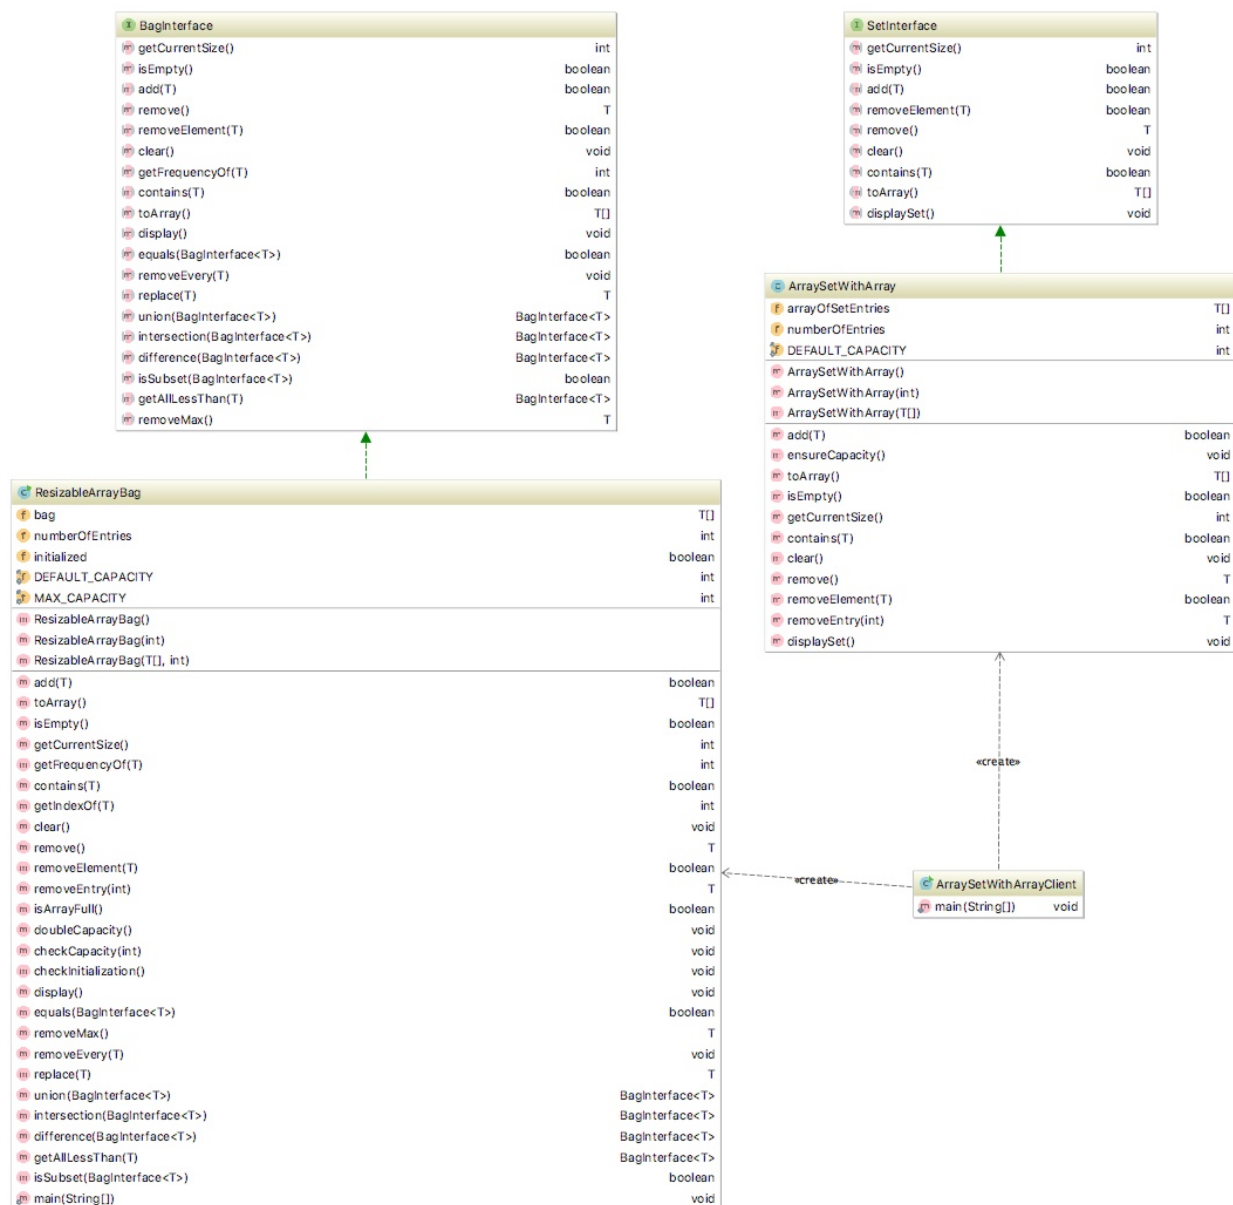 BagInterface
getCurrentSize() int
isEmpty() boolean
add(T) boolean
remove() T
removeElement(T) boolean
clear() void
getFrequencyOf(T) int
contains(T) boolean
toArray() T[]
display() void
equals(BagInterface<T>) boolean
removeEvery(T) void
replace(T) T
union(BagInterface<T>) BagInterface<T>
intersection(BagInterface<T>) BagInterface<T>
difference(BagInterface<T>) BagInterface<T>
isSubset(BagInterface<T>) boolean
getAllLessThan(T) BagInterface<T>
removeMax() T
SetInterface
getCurrentSize() int
isEmpty() boolean
add(T) boolean
removeElement(T) boolean
remove() T
clear() void
contains(T) boolean
toArray() T[]
displaySet() void
ArraySetWithArray
arrayOfSetEntries T[]
numberOfEntries int
DEFAULT_CAPACITY int
ArraySetWithArray()
ArraySetWithArray(int)
ArraySetWithArray(T[])
add(T) boolean
ensureCapacity() void
toArray() T[]
isEmpty() boolean
getCurrentSize() int
contains(T) boolean
clear() void
remove() T
removeElement(T) boolean
removeEntry(int) T
displaySet() void
ResizableArrayBag
bag T[]
numberOfEntries int
initialized boolean
DEFAULT_CAPACITY int
MAX_CAPACITY int
ResizableArrayBag()
ResizableArrayBag(int)
ResizableArrayBag(T[], int)
add(T) boolean
toArray() T[]
isEmpty() boolean
getCurrentSize() int
getFrequencyOf(T) int
contains(T) boolean
getIndexOf(T) int
clear() void
remove() T
removeElement(T) boolean
removeEntry(int) T
isArrayFull() boolean
doubleCapacity() void
checkCapacity(int) void
checkInitialization() void
display() void
equals(BagInterface<T>) boolean
removeMax() T
removeEvery(T) void
replace(T) T
union(BagInterface<T>) BagInterface<T>
intersection(BagInterface<T>) BagInterface<T>
difference(BagInterface<T>) BagInterface<T>
getAllLessThan(T) BagInterface<T>
isSubset(BagInterface<T>) boolean
main(String[]) void
«create»
«create»
ArraySetWithArrayClient
main(String[]) void